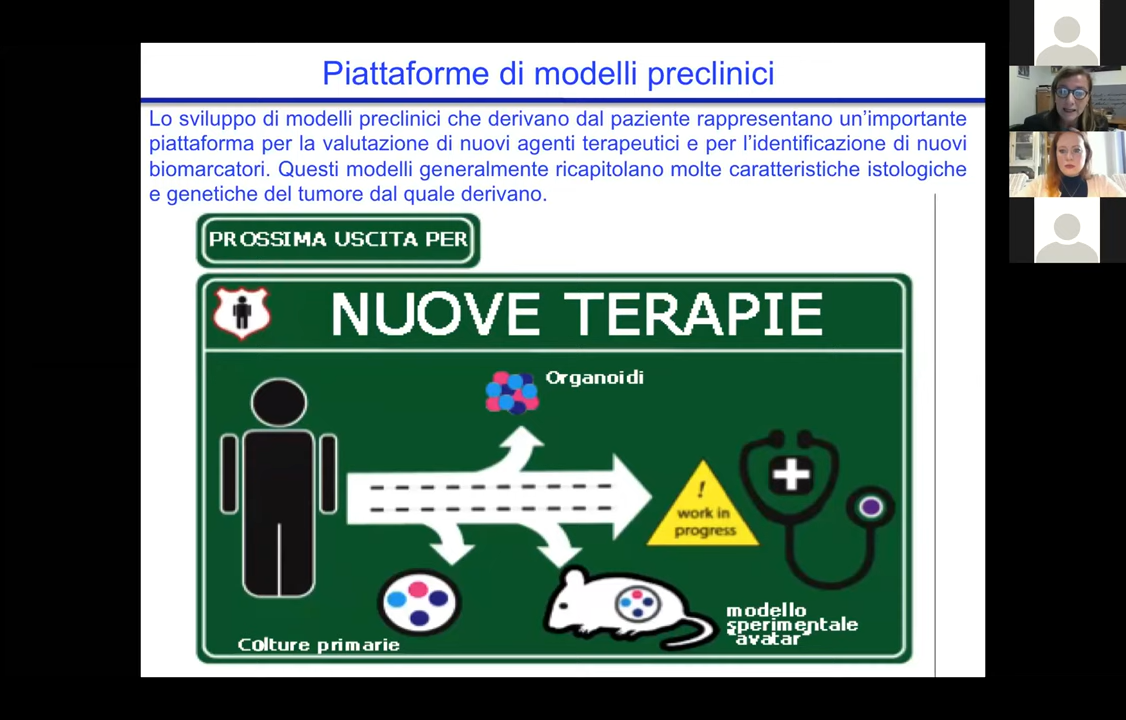 Piattaforme di modelli preclinici
Lo sviluppo di modelli preclinici che derivano dal paziente rappresentano un'importante
piattaforma per la valutazione di nuovi agenti terapeutici e per l'identificazione di nuovi
biomarcatori. Questi modelli generalmente ricapitolano molte caratteristiche istologiche
e genetiche del tumore dal quale derivano.
PROSSIMA USCITA PER
NUOVE TERAPIE
Organoidi
!
work in
progress
Colture primarie
modello
sperimentale
"avatar"